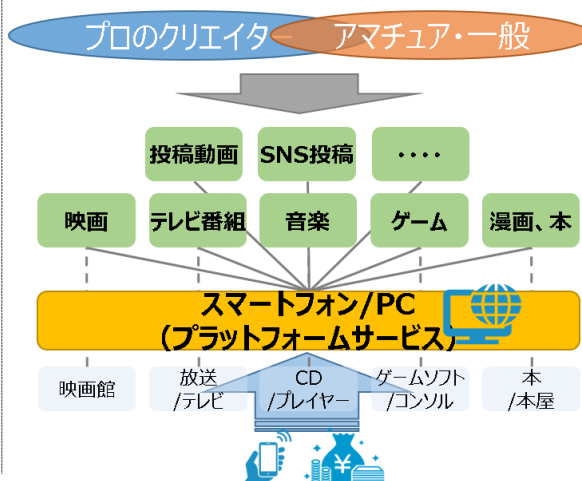 プロのクリエイター
アマチュア・一般
投稿動画
SNS投稿
・・・・
映画
テレビ番組
音楽
ゲーム
漫画、本
スマートフォン/PC
(プラットフォームサービス)
映画館
放送
/テレビ
CD
/プレイヤー
ゲームソフト
/コンソル
本
/本屋
¥